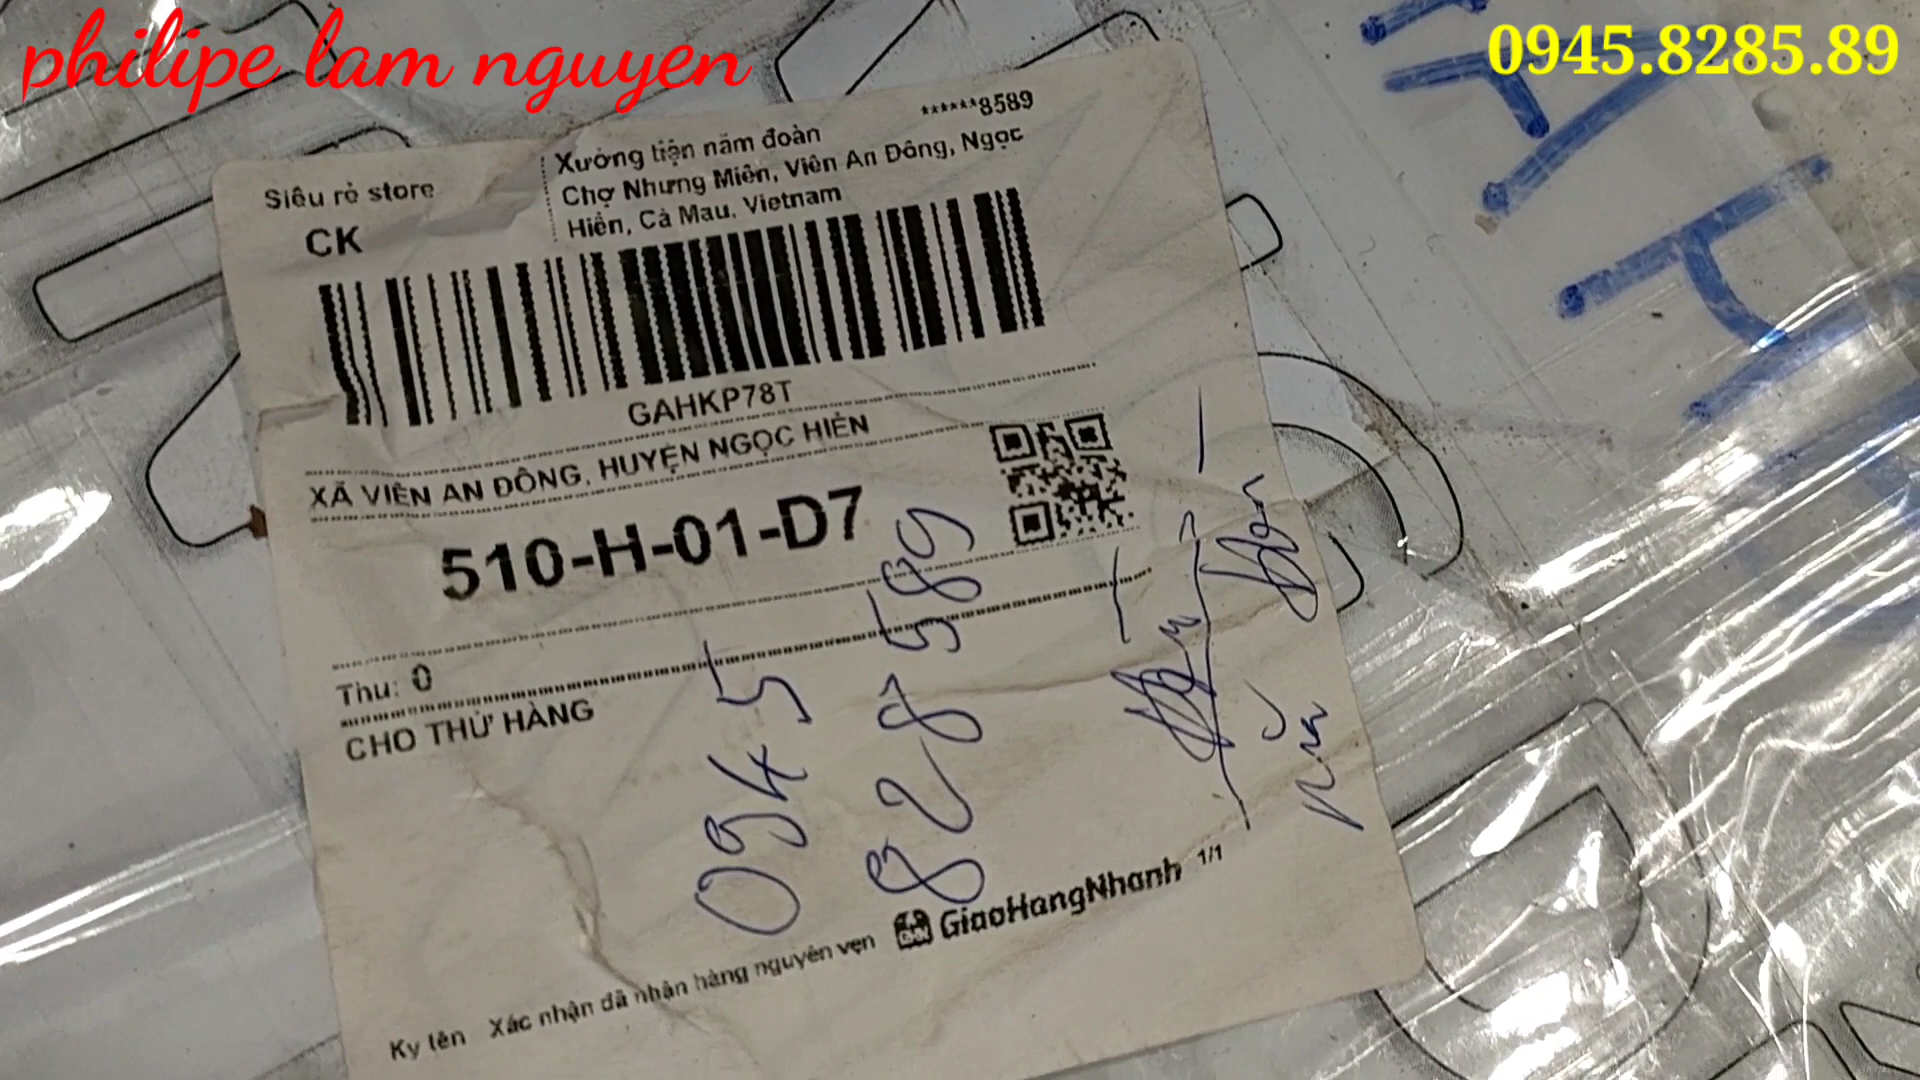 philipe lam nguyen
0945.8285.89
Siêu rẻ store
CK
******8589
Xưởng tiện năm đoàn
Chợ Nhưng Miên, Viên An Đông, Ngọc
Hiển, Cà Mau, Vietnam
GAHKP78T
XÃ VIÊN AN ĐÔNG, HUYỆN NGỌC HIỂN
510-H-01-D7
Thu: 0
CHO THỬ HÀNG
0945
828589
GHN GiaoHangNhanh 1/1
Ký tên Xác nhận đã nhận hàng nguyên vẹn